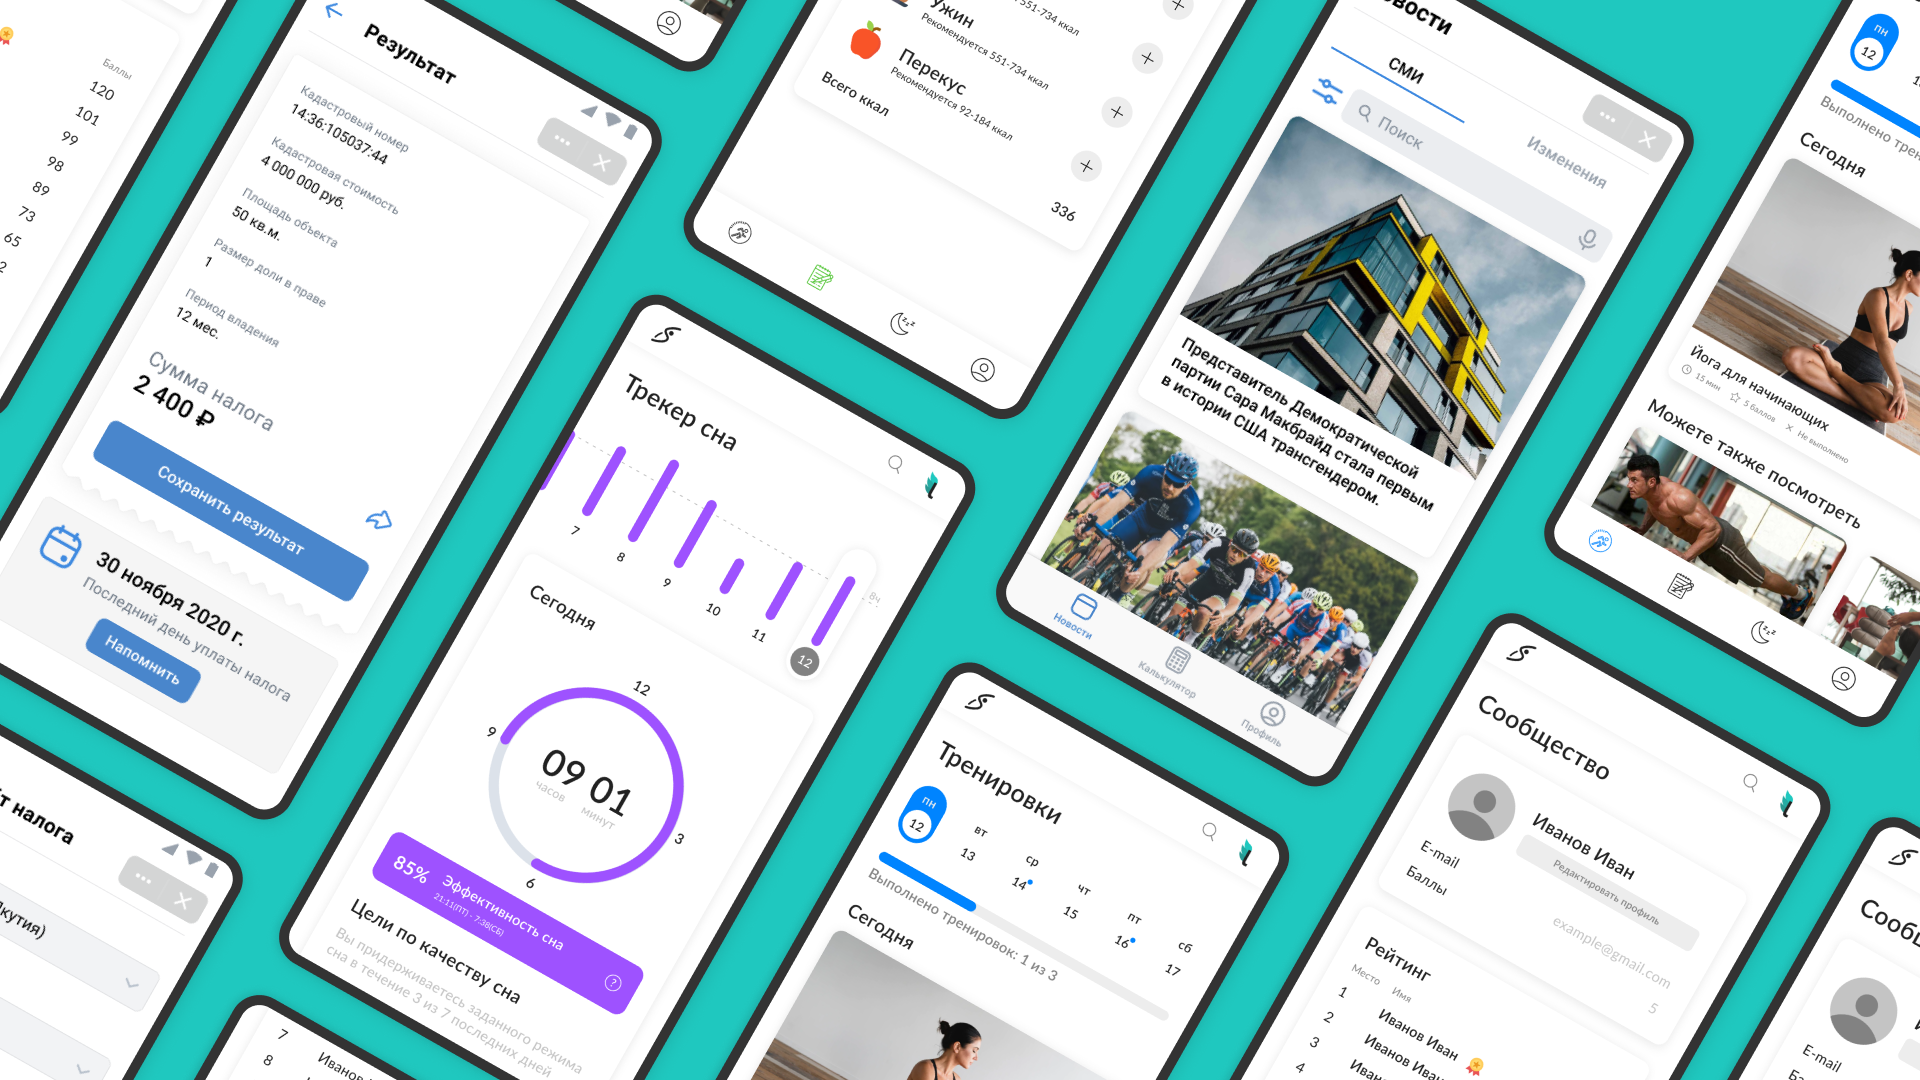 Баллы
120
101
99
98
89
73
65
2
Результат
Кадастровый номер
14:36:105037:44
Кадастровая стоимость
4 000 000 руб.
Площадь объекта
50 кв.м.
Размер доли в праве
1
Период владения
12 мес.
Сумма налога
2 400 ₽
Сохранить результат
30 ноября 2020 г.
Последний день уплаты налога
Напомнить
т налога
кутия)
Ужин
Рекомендуется 551-734 ккал
Перекус
Рекомендуется 92-184 ккал
Всего ккал
336
Трекер сна
8ч
7
8
9
10
11
12
Сегодня
12
9
3
6
09 01
часов
минут
85%
Эффективность сна
21:11(ПТ) - 7:38(СБ)
?
Цели по качеству сна
Вы придерживаетесь заданного режима
сна в течение 3 из 7 последних дней
7
8
вости
СМИ
Изменения
Поиск
Представитель Демократической
партии Сара Макбрайд стала первым
в истории США трансгендером.
Новости
Калькулятор
Профиль
Тренировки
ПН
12
вт
13
ср
14
чт
15
пт
16
сб
17
Выполнено тренировок: 1 из 3
Сегодня
ПН
12
Выполнено трен
Сегодня
Йога для начинающих
15 мин
5 баллов
Не выполнено
Можете также посмотреть
Сообщество
Иванов Иван
Редактировать профиль
E-mail
example@gmail.com
Баллы
5
Рейтинг
Место
Имя
1
Иванов Иван
2
Иванов Иван
3
4
Сооб
E-mail